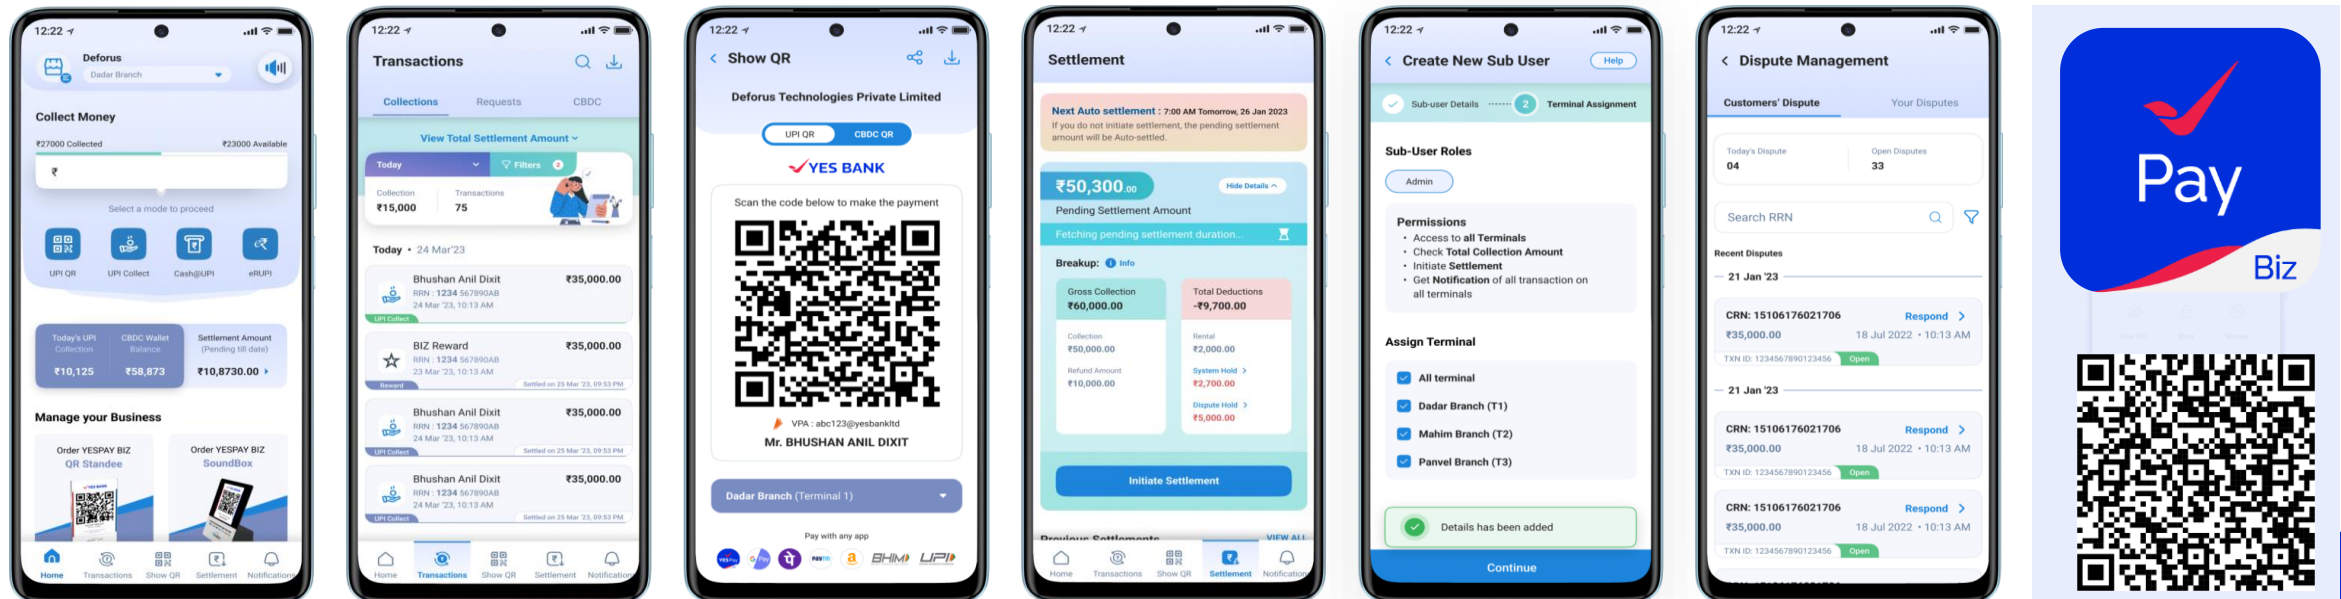 12:22
Deforus
Dadar Branch
Collect Money
₹27000 Collected
₹23000 Available
₹
Select a mode to proceed
UPI QR
UPI Collect
Cash@UPI
eRUPI
Today's UPI
Collection
₹10,125
CBDC Wallet
Balance
₹58,873
Settlement Amount
(Pending till date)
₹10,8730.00
Manage your Business
Order YESPAY BIZ
QR Standee
Order YESPAY BIZ
SoundBox
YES BANK
Home
Transactions
Show QR
Settlement
Notifications
12:22
Transactions
Collections
Requests
CBDC
View Total Settlement Amount
Today
Filters
2
Collection
₹15,000
Transactions
75
Today • 24 Mar'23
Bhushan Anil Dixit
₹35,000.00
RRN : 1234 567890AB
24 Mar '23, 10:13 AM
UPI Collect
BIZ Reward
₹35,000.00
RRN : 1234 567890AB
23 Mar '23, 10:13 AM
Reward
Settled on 25 Mar '23, 09:53 PM
Bhushan Anil Dixit
₹35,000.00
RRN : 1234 567890AB
24 Mar '23, 10:13 AM
UPI Collect
Settled on 25 Mar '23, 09:53 PM
Bhushan Anil Dixit
₹35,000.00
RRN : 1234 567890AB
24 Mar '23, 10:13 AM
UPI Collect
Settled on 25 Mar '23, 09:53 PM
Home
Transactions
Show QR
Settlement
Notification
12:22
Show QR
Deforus Technologies Private Limited
UPI QR
CBDC QR
YES BANK
Scan the code below to make the payment
VPA : abc123@yesbankltd
Mr. BHUSHAN ANIL DIXIT
Dadar Branch (Terminal 1)
Pay with any app
YES Pay
G Pay
पे
Paytm
a
BHIM
UPI
12:22
Settlement
Next Auto settlement : 7:00 AM Tomorrow, 26 Jan 2023
If you do not initiate settlement, the pending settlement
amount will be Auto-settled.
₹50,300.00
Hide Details
Pending Settlement Amount
Fetching pending settlement duration...
Breakup:
Info
Gross Collection
₹60,000.00
Collection
₹50,000.00
Refund Amount
₹10,000.00
Total Deductions
-₹9,700.00
Rental
₹2,000.00
System Hold
₹2,700.00
Dispute Hold
₹5,000.00
Initiate Settlement
Previous Settlements
VIEW ALL
Home
Transactions
Show QR
Settlement
Notification
12:22
Create New Sub User
Help
Sub-user Details
2
Terminal Assignment
Sub-User Roles
Admin
Permissions
• Access to all Terminals
• Check Total Collection Amount
• Initiate Settlement
• Get Notification of all transaction on
all terminals
Assign Terminal
All terminal
Dadar Branch (T1)
Mahim Branch (T2)
Panvel Branch (T3)
Details has been added
Continue
12:22
Dispute Management
Customers' Dispute
Your Disputes
Today's Dispute
04
Open Disputes
33
Search RRN
Recent Disputes
21 Jan '23
CRN: 15106176021706
Respond
₹35,000.00
18 Jul 2022 • 10:13 AM
TXN ID: 1234567890123456
Open
21 Jan '23
CRN: 15106176021706
Respond
₹35,000.00
18 Jul 2022 • 10:13 AM
TXN ID: 1234567890123456
Open
CRN: 15106176021706
Respond
₹35,000.00
18 Jul 2022 • 10:13 AM
TXN ID: 1234567890123456
Open
Pay
Biz